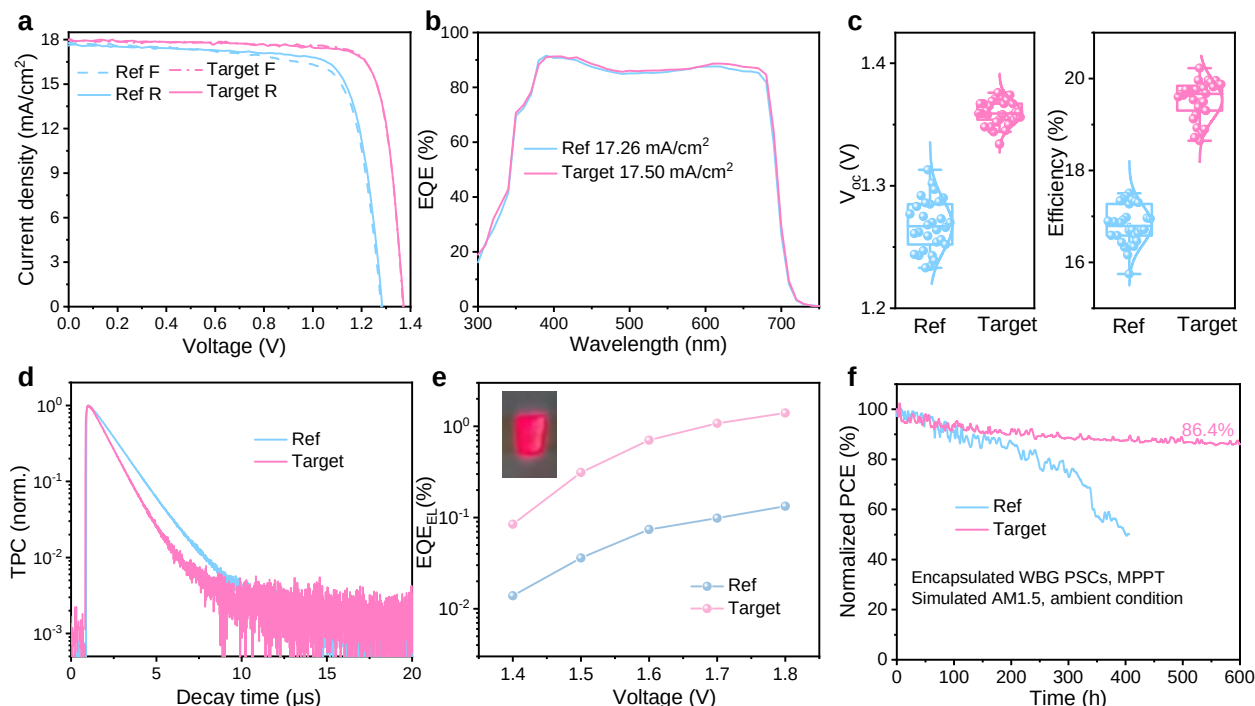 a
18
15
12
9
6
3
0
Current density (mA/cm²)
Ref F
Ref R
Target F
Target R
0.0 0.2 0.4 0.6 0.8 1.0 1.2 1.4
Voltage (V)
b
100
80
60
40
20
0
EQE (%)
Ref 17.26 mA/cm²
Target 17.50 mA/cm²
300 400 500 600 700
Wavelength (nm)
c
1.4
1.3
1.2
V_oc (V)
Ref Target
20
18
16
Efficiency (%)
Ref Target
d
10⁰
10⁻¹
10⁻²
10⁻³
TPC (norm.)
Ref
Target
0 5 10 15 20
Decay time (μs)
e
10⁰
10⁻¹
10⁻²
EQE_EL(%)
Ref
Target
1.4 1.5 1.6 1.7 1.8
Voltage (V)
f
100
80
60
40
20
0
Normalized PCE (%)
86.4%
Ref
Target
Encapsulated WBG PSCs, MPPT
Simulated AM1.5, ambient condition
0 100 200 300 400 500 600
Time (h)